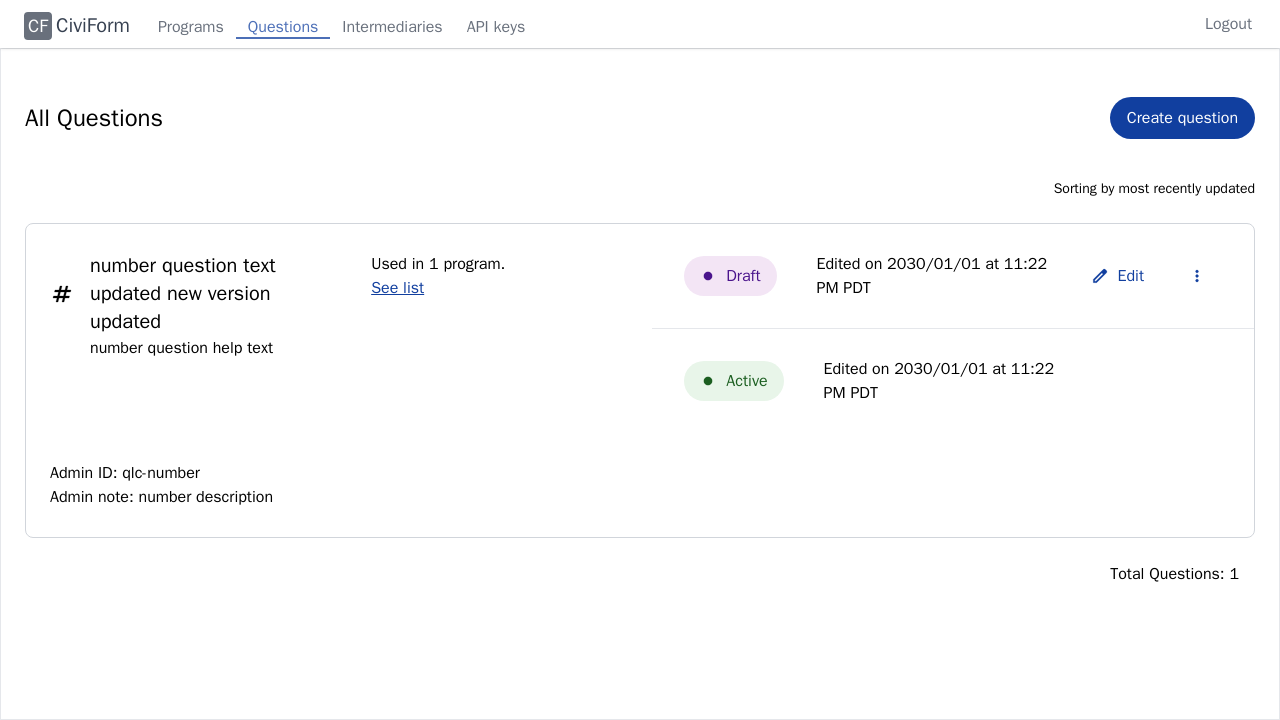 CF CiviForm Programs Questions Intermediaries API keys Logout
All Questions Create question
Sorting by most recently updated
number question text
updated new version
updated
number question help text
Used in 1 program.
See list
Draft
Edited on 2030/01/01 at 11:22
PM PDT
Edit
Active
Edited on 2030/01/01 at 11:22
PM PDT
Admin ID: qlc-number
Admin note: number description
Total Questions: 1